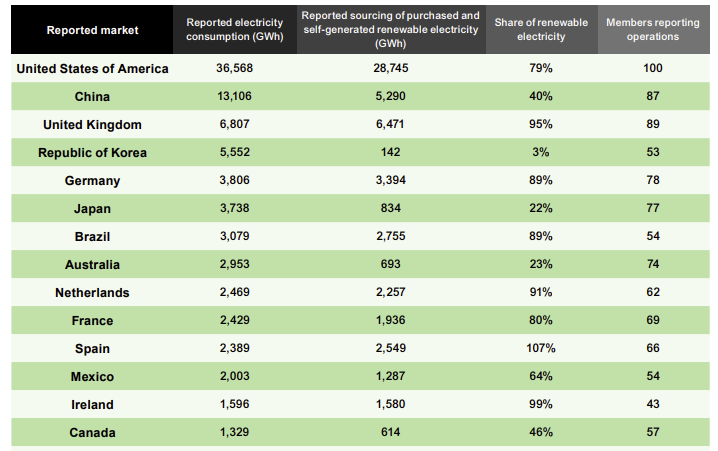 Reported market
Reported electricity
consumption (GWh)
Reported sourcing of purchased and
self-generated renewable electricity
(GWh)
Share of renewable
electricity
Members reporting
operations
United States of America 36,568 28,745 79% 100
China 13,106 5,290 40% 87
United Kingdom 6,807 6,471 95% 89
Republic of Korea 5,552 142 3% 53
Germany 3,806 3,394 89% 78
Japan 3,738 834 22% 77
Brazil 3,079 2,755 89% 54
Australia 2,953 693 23% 74
Netherlands 2,469 2,257 91% 62
France 2,429 1,936 80% 69
Spain 2,389 2,549 107% 66
Mexico 2,003 1,287 64% 54
Ireland 1,596 1,580 99% 43
Canada 1,329 614 46% 57